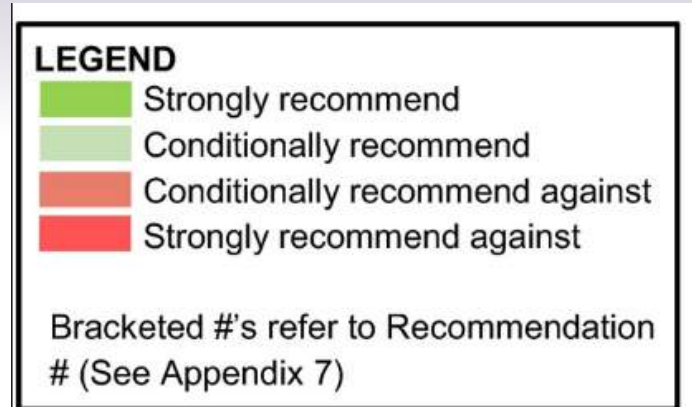 LEGEND
Strongly recommend
Conditionally recommend
Conditionally recommend against
Strongly recommend against
Bracketed #'s refer to Recommendation
# (See Appendix 7)